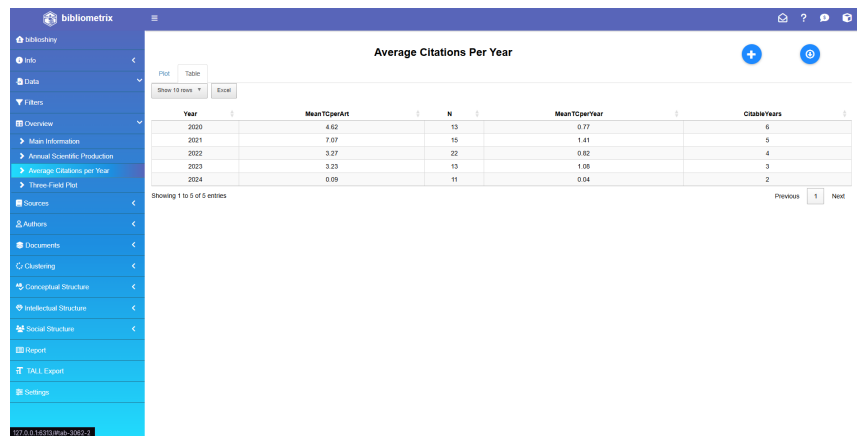 bibliometrix
biblioshiny
Info
Data
Filters
Overview
Main Information
Annual Scientific Production
Average Citations per Year
Three-Field Plot
Sources
Authors
Documents
Clustering
Conceptual Structure
Intellectual Structure
Social Structure
Report
TALL Export
Settings
127.0.0.1:6313/#tab-3062-2
Average Citations Per Year
Plot Table
Show 10 rows Excel
Year MeanTCperArt N MeanTCperYear CitableYears
2020 4.62 13 0.77 6
2021 7.07 15 1.41 5
2022 3.27 22 0.82 4
2023 3.23 13 1.08 3
2024 0.09 11 0.04 2
Showing 1 to 5 of 5 entries Previous 1 Next